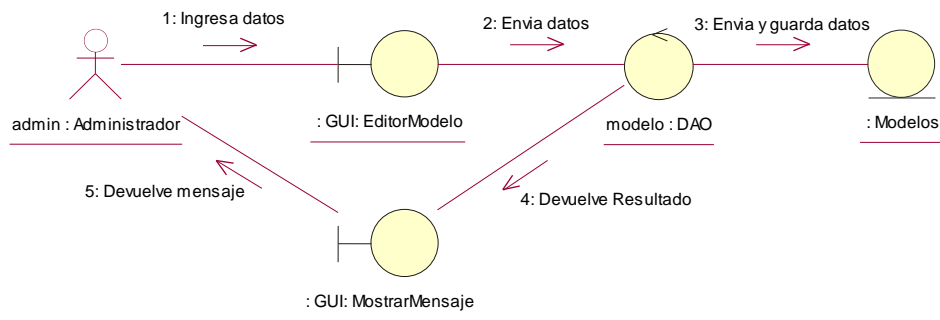 1: Ingresa datos
2: Envia datos
3: Envia y guarda datos
admin : Administrador
: GUI: EditorModelo
modelo : DAO
: Modelos
5: Devuelve mensaje
4: Devuelve Resultado
: GUI: MostrarMensaje